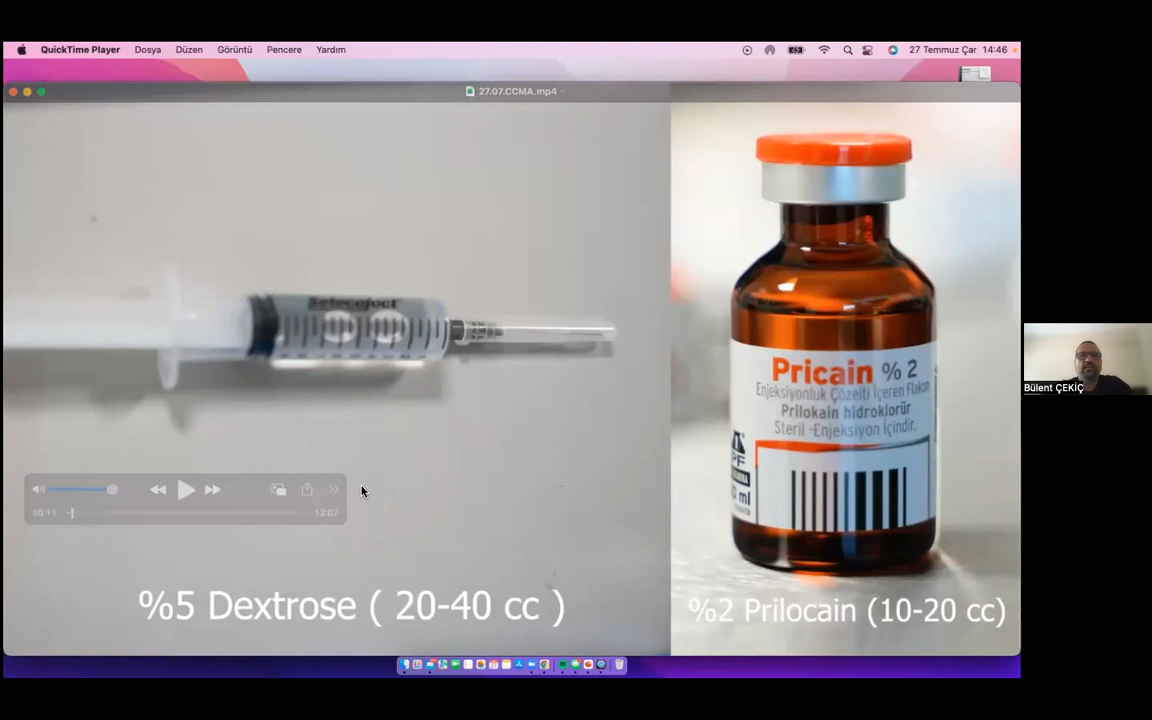 QuickTime Player Dosya Düzen Görüntü Pencere Yardım
27 Temmuz Çar 14:46
27.07.CCMA.mp4
Selecoject
Pricain % 2
Enjeksiyonluk Çözelti İçeren Flakon
Prilokain hidroklorür
Steril - Enjeksiyon İçindir.
ml
00:11
12:07
%5 Dextrose ( 20-40 cc )
%2 Prilocain (10-20 cc)
Bülent ÇEKİÇ